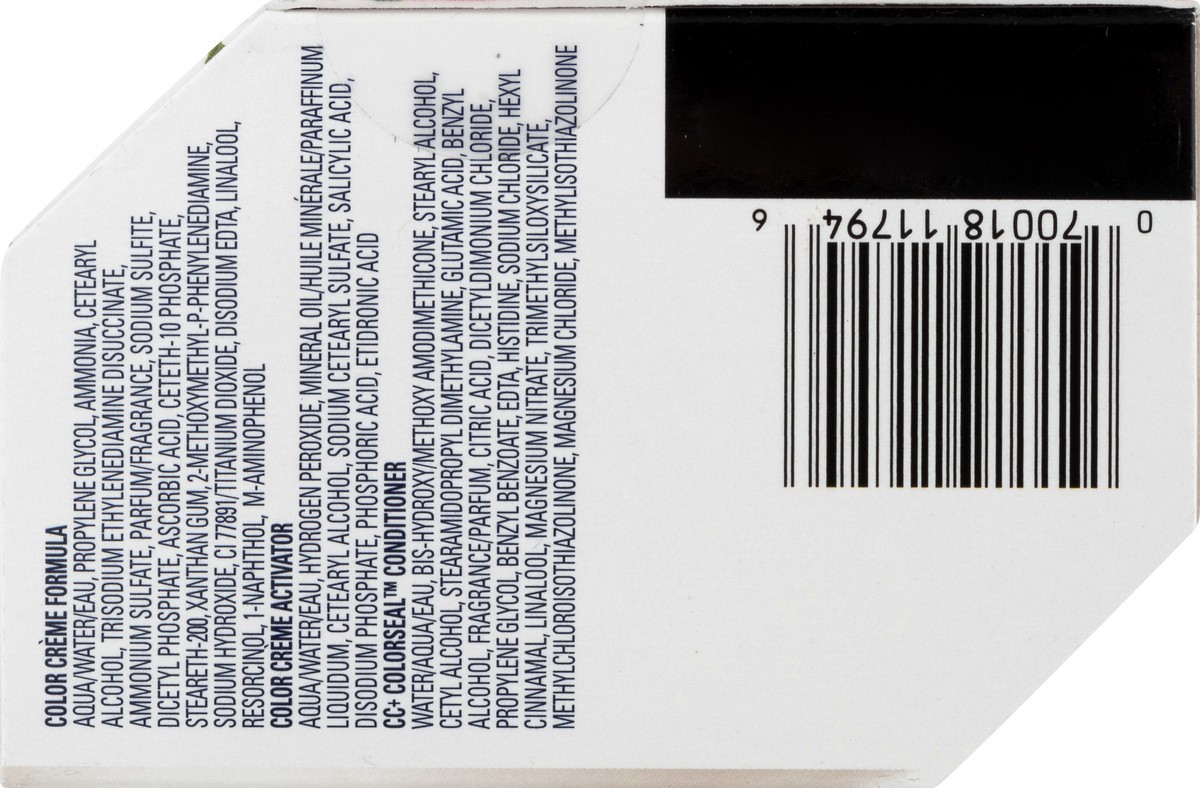 COLOR CRÈME FORMULA
AQUA/WATER/EAU, PROPYLENE GLYCOL, AMMONIA, CETEARYL
ALCOHOL, TRISODIUM ETHYLENEDIAMINE DISUCCINATE,
AMMONIUM SULFATE, PARFUM/FRAGRANCE, SODIUM SULFITE,
DICETYL PHOSPHATE, ASCORBIC ACID, CETETH-10 PHOSPHATE,
STEARETH-200, XANTHAN GUM, 2-METHOXYMETHYL-P-PHENYLENEDIAMINE,
SODIUM HYDROXIDE, CI 77891/TITANIUM DIOXIDE, DISODIUM EDTA, LINALOOL,
RESORCINOL, 1-NAPHTHOL, M-AMINOPHENOL
COLOR CRÈME ACTIVATOR
AQUA/WATER/EAU, HYDROGEN PEROXIDE, MINERAL OIL/HUILE MINÉRALE/PARAFFINUM
LIQUIDUM, CETEARYL ALCOHOL, SODIUM CETEARYL SULFATE, SALICYLIC ACID,
DISODIUM PHOSPHATE, PHOSPHORIC ACID, ETIDRONIC ACID
CC+ COLORSEAL™ CONDITIONER
WATER/AQUA/EAU, BIS-HYDROXY/METHOXY AMODIMETHICONE, STEARYL ALCOHOL,
CETYL ALCOHOL, STEARAMIDOPROPYL DIMETHYLAMINE, GLUTAMIC ACID, BENZYL
ALCOHOL, FRAGRANCE/PARFUM, CITRIC ACID, DICETYLDIMONIUM CHLORIDE,
PROPYLENE GLYCOL, BENZYL BENZOATE, EDTA, HISTIDINE, SODIUM CHLORIDE, HEXYL
CINNAMAL, LINALOOL, MAGNESIUM NITRATE, TRIMETHYLSILOXYSILICATE,
METHYLCHLOROISOTHIAZOLINONE, MAGNESIUM CHLORIDE, METHYLISOTHIAZOLINONE
0 70018 11794 6